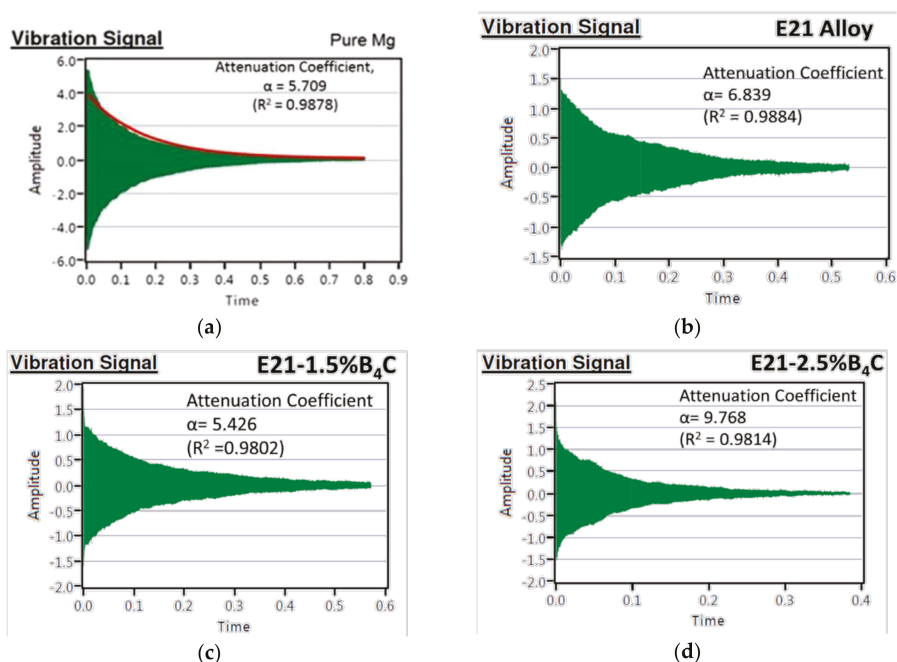 Vibration Signal
Pure Mg
Attenuation Coefficient,
α = 5.709
(R² = 0.9878)
6.0
4.0
2.0
0.0
-2.0
-4.0
-6.0
Amplitude
0.0 0.1 0.2 0.3 0.4 0.5 0.6 0.7 0.8 0.9
Time
(a)
Vibration Signal
E21 Alloy
Attenuation Coefficient
α= 6.839
(R² = 0.9884)
2.0
1.5
1.0
0.5
0.0
-0.5
-1.0
-1.5
Amplitude
0.0 0.1 0.2 0.3 0.4 0.5 0.6
Time
(b)
Vibration Signal
E21-1.5%B₄C
Attenuation Coefficient
α= 5.426
(R² =0.9802)
2.0
1.5
1.0
0.5
0.0
-0.5
-1.0
-1.5
-2.0
Amplitude
0.0 0.1 0.2 0.3 0.4 0.5 0.6
Time
(c)
Vibration Signal
E21-2.5%B₄C
Attenuation Coefficient
α= 9.768
(R² = 0.9814)
2.5
2.0
1.5
1.0
0.5
0.0
-0.5
-1.0
-1.5
-2.0
Amplitude
0.0 0.1 0.2 0.3 0.4
Time
(d)